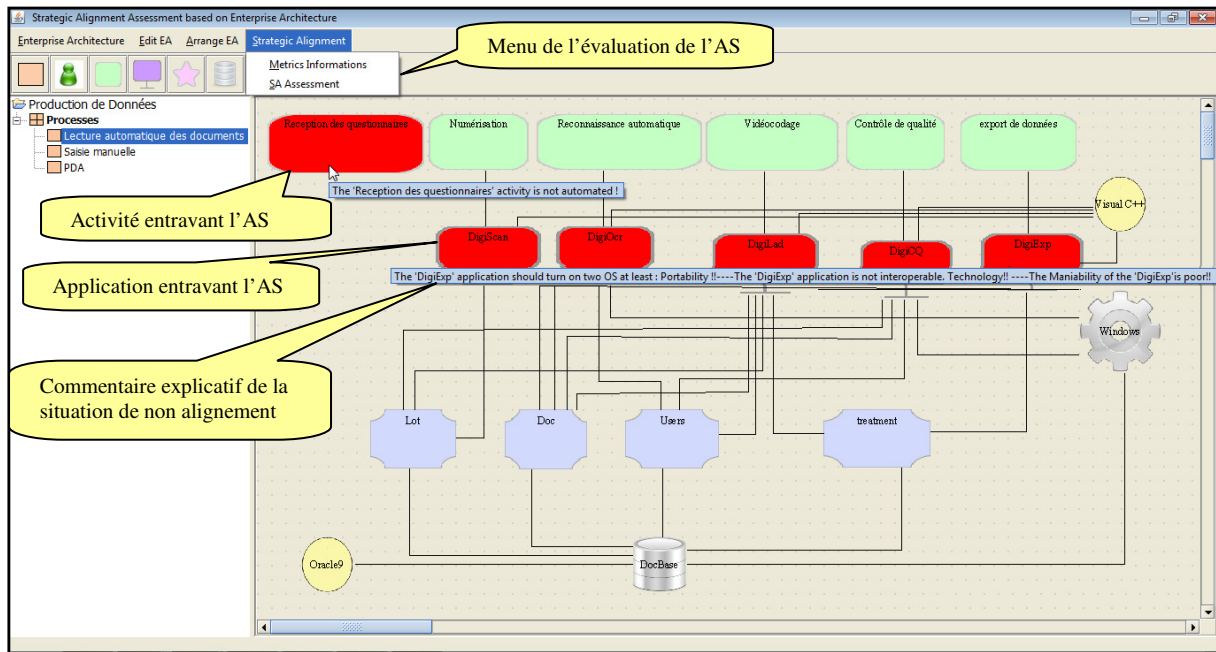 Strategic Alignment Assessment based on Enterprise Architecture
Enterprise Architecture Edit EA Arrange EA Strategic Alignment
Metrics Informations
SA Assessment
Menu de l'évaluation de l'AS
Production de Données
Processes
Lecture automatique des documents
Saisie manuelle
PDA
Reception des questionnaires Numérisation Reconnaissance automatique Vidéocodage Contrôle de qualité export de données
The 'Reception des questionnaires' activity is not automated !
Activité entravant l'AS
Visual C++
DigiScan DigiOcr DigiLad DigiCQ DigiExp
Application entravant l'AS
The 'DigiExp' application should turn on two OS at least : Portability !!----The 'DigiExp' application is not interoperable. Technology!! ----The Maniability of the 'DigiExp'is poor!!
Windows
Commentaire explicatif de la
situation de non alignement
Lot Doc Users treatment
Oracle9 DocBase